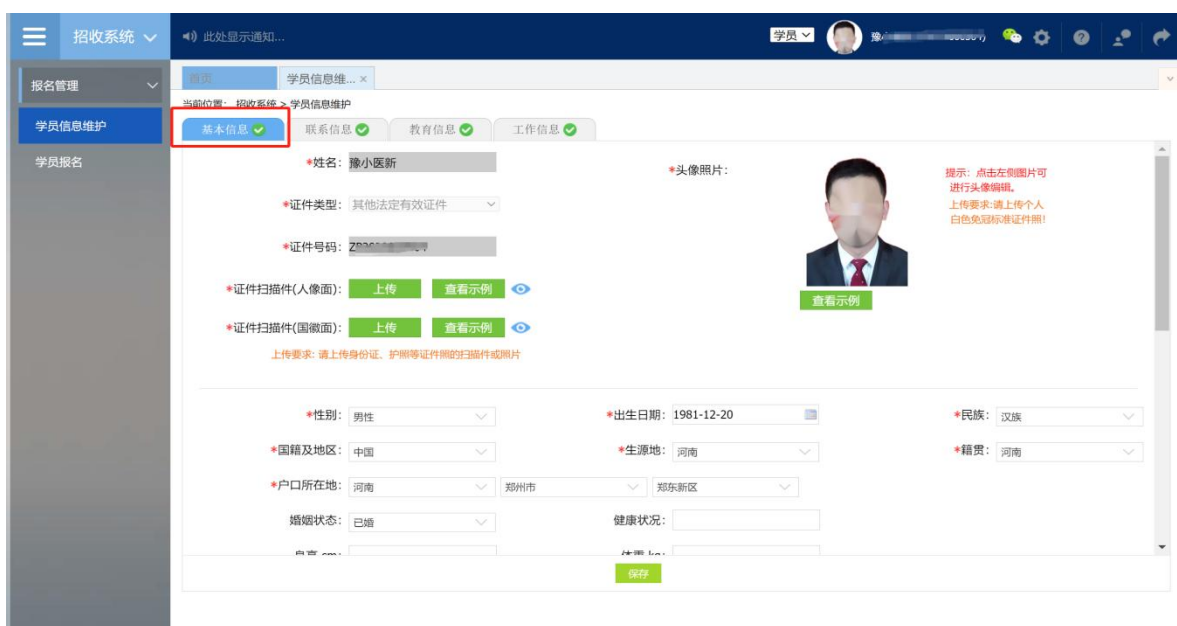 招收系统
此处显示通知...
学员
豫
报名管理
学员信息维护
学员报名
首页
学员信息维... ×
当前位置： 招收系统 > 学员信息维护
基本信息
联系信息
教育信息
工作信息
*姓名： 豫小医新
*头像照片：
提示：点击左侧图片可
进行头像编辑。
上传要求:请上传个人
白色免冠标准证件照!
*证件类型： 其他法定有效证件
*证件号码：
*证件扫描件(人像面)： 上传 查看示例
查看示例
*证件扫描件(国徽面)： 上传 查看示例
上传要求: 请上传身份证、护照等证件照的扫描件或照片
*性别： 男性 *出生日期： 1981-12-20 *民族： 汉族
*国籍及地区： 中国 *生源地： 河南 *籍贯： 河南
*户口所在地： 河南 郑州市 郑东新区
婚姻状态： 已婚 健康状况：
保存